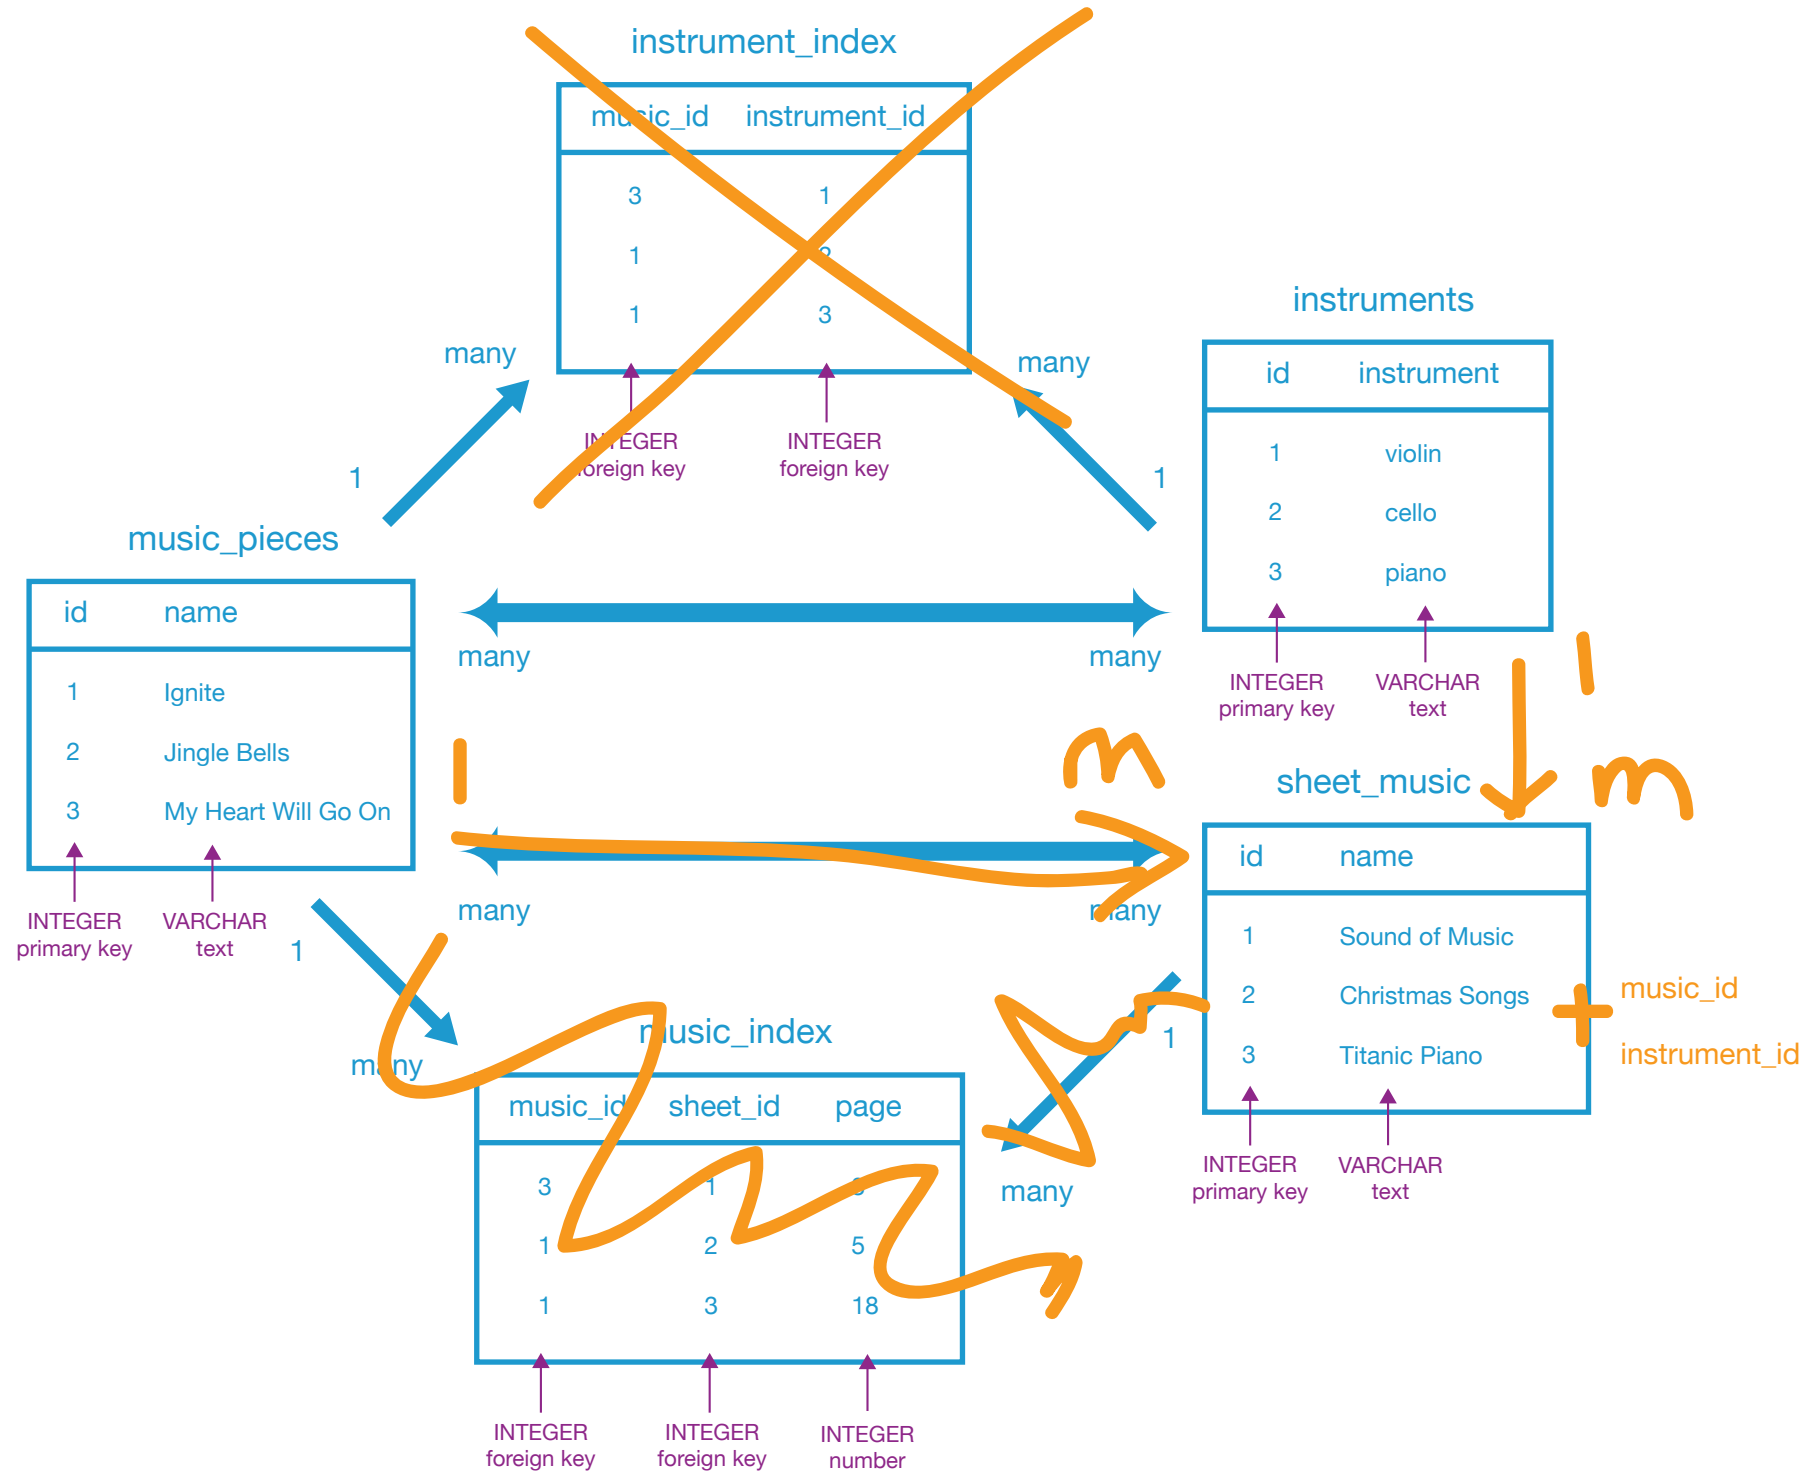 instrument_index
music_id instrument_id
3 1
1 2
1 3
many
many
INTEGER
foreign key
INTEGER
foreign key
1
1
instruments
id instrument
1 violin
2 cello
3 piano
INTEGER
primary key
VARCHAR
text
music_pieces
id name
1 Ignite
2 Jingle Bells
3 My Heart Will Go On
INTEGER
primary key
VARCHAR
text
many
many
1
m
1
m
many
many
sheet_music
id name
1 Sound of Music
2 Christmas Songs
3 Titanic Piano
INTEGER
primary key
VARCHAR
text
+
music_id
instrument_id
1
many
1
many
music_index
music_id sheet_id page
3 1
1 2 5
1 3 18
INTEGER
foreign key
INTEGER
foreign key
INTEGER
number